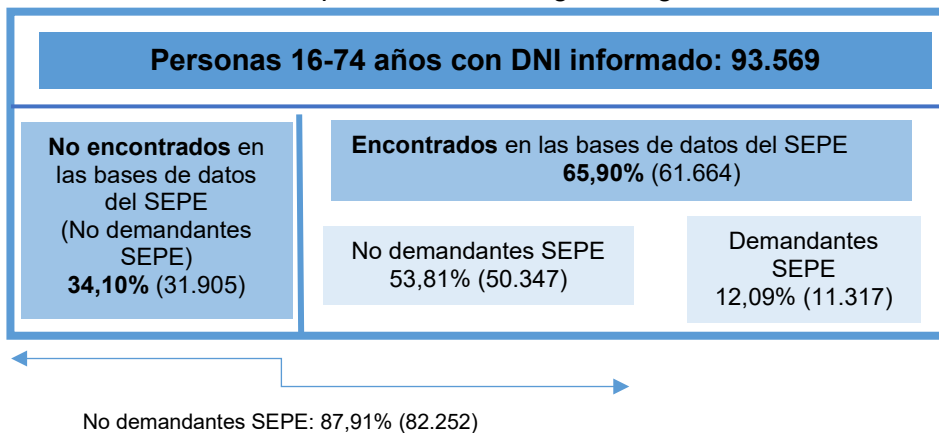 Personas 16-74 años con DNI informado: 93.569
No encontrados en
las bases de datos
del SEPE
(No demandantes
SEPE)
34,10% (31.905)
Encontrados en las bases de datos del SEPE
65,90% (61.664)
No demandantes SEPE
53,81% (50.347)
Demandantes
SEPE
12,09% (11.317)
No demandantes SEPE: 87,91% (82.252)